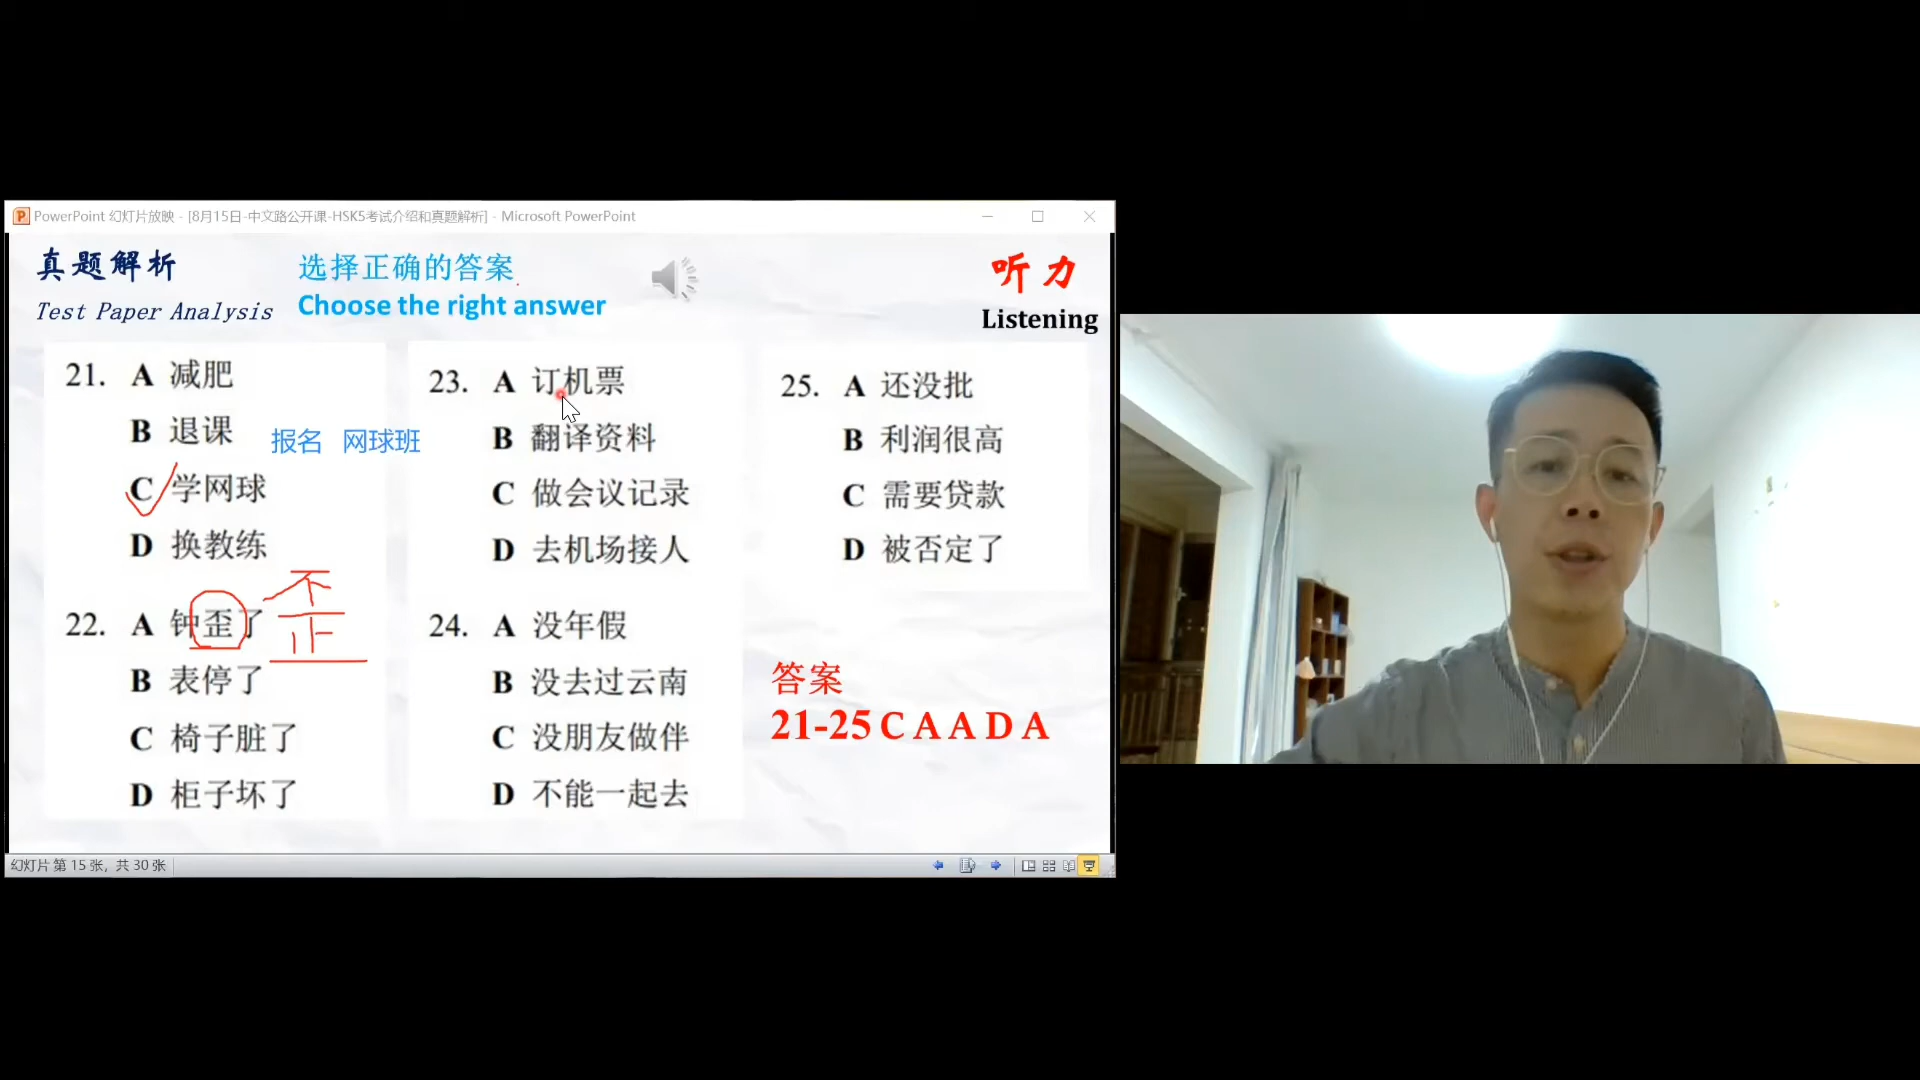 PowerPoint 幻灯片放映 - [8月15日-中文路公开课-HSK5考试介绍和真题解析] - Microsoft PowerPoint
真题解析
Test Paper Analysis
选择正确的答案
Choose the right answer
听力
Listening
21. A 减肥
B 退课
报名 网球班
C 学网球
D 换教练
22. A 钟歪了
不
正
B 表停了
C 椅子脏了
D 柜子坏了
23. A 订机票
B 翻译资料
C 做会议记录
D 去机场接人
24. A 没年假
B 没去过云南
C 没朋友做伴
D 不能一起去
25. A 还没批
B 利润很高
C 需要贷款
D 被否定了
答案
21-25 C A A D A
幻灯片 第 15 张，共 30 张